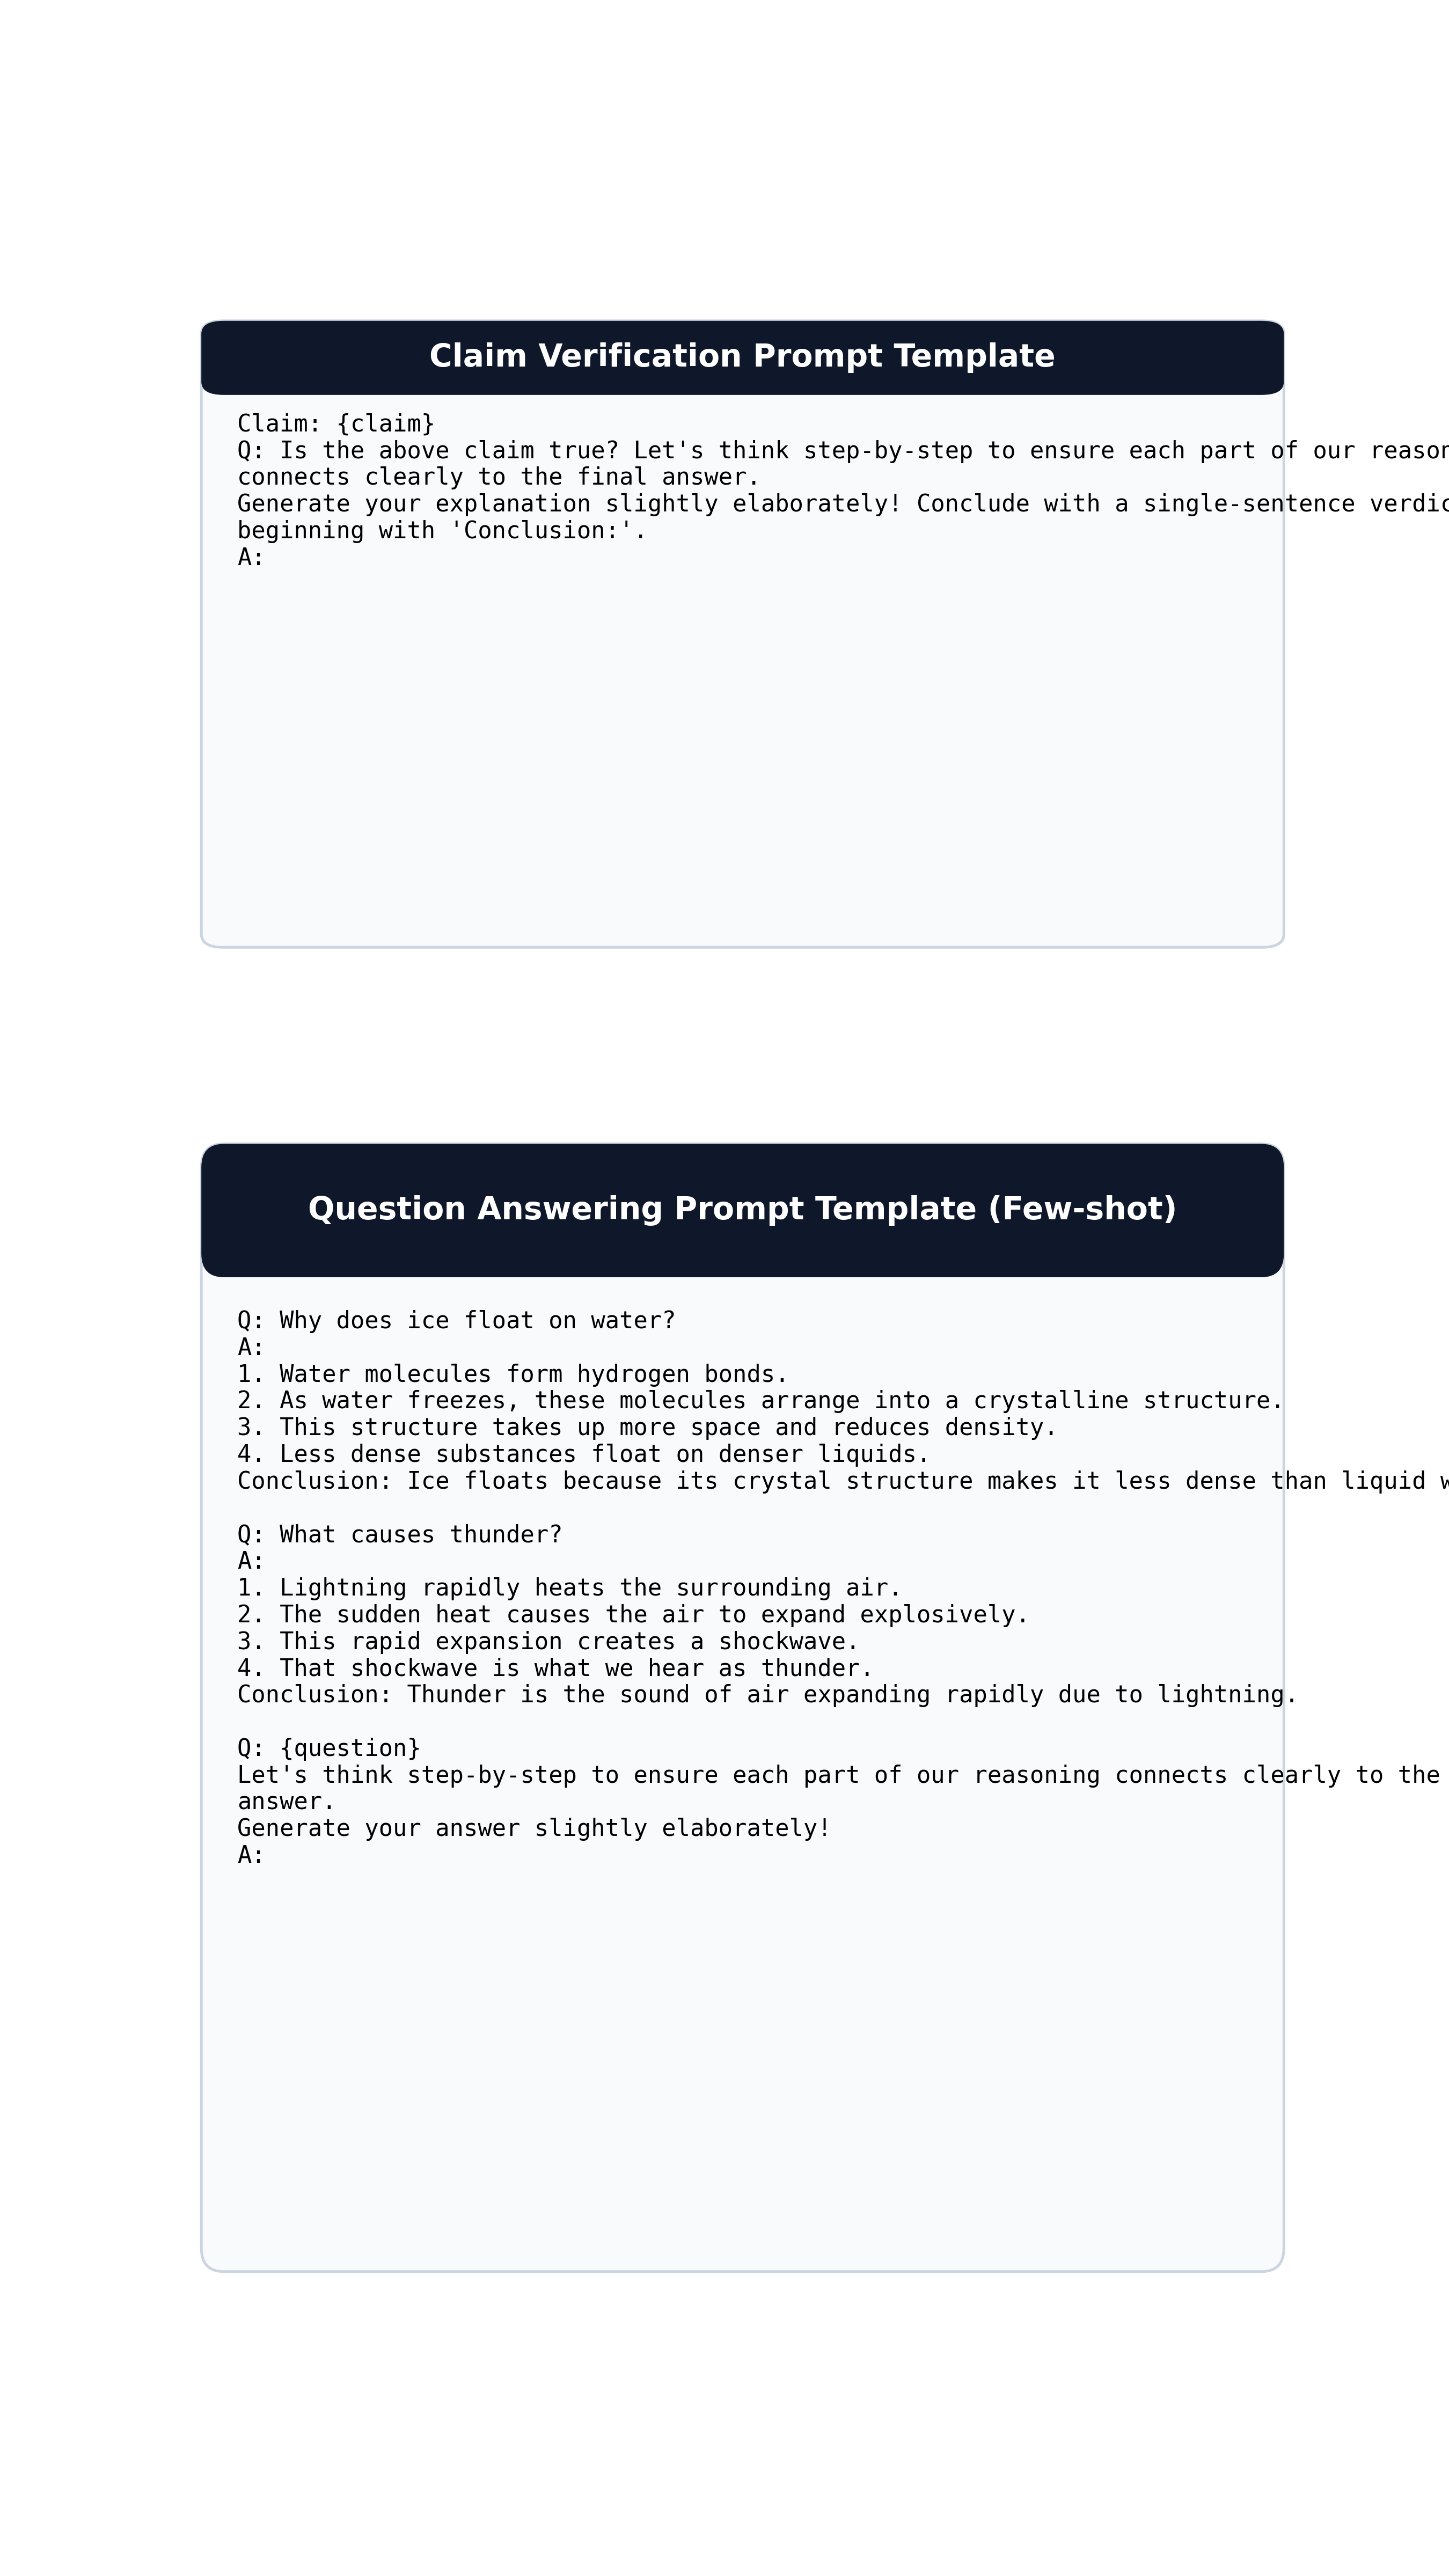 Claim Verification Prompt Template
Claim: {claim}
Q: Is the above claim true? Let's think step-by-step to ensure each part of our
connects clearly to the final answer.
Generate your explanation slightly elaborately! Conclude with a single-sentence
beginning with 'Conclusion:'.
A:
Question Answering Prompt Template (Few-shot)
Q: Why does ice float on water?
A:
1. Water molecules form hydrogen bonds.
2. As water freezes, these molecules arrange into a crystalline structure.
3. This structure takes up more space and reduces density.
4. Less dense substances float on denser liquids.
Conclusion: Ice floats because its crystal structure makes it less dense than liquid
Q: What causes thunder?
A:
1. Lightning rapidly heats the surrounding air.
2. The sudden heat causes the air to expand explosively.
3. This rapid expansion creates a shockwave.
4. That shockwave is what we hear as thunder.
Conclusion: Thunder is the sound of air expanding rapidly due to lightning.
Q: {question}
Let's think step-by-step to ensure each part of our reasoning connects clearly to the
answer.
Generate your answer slightly elaborately!
A: